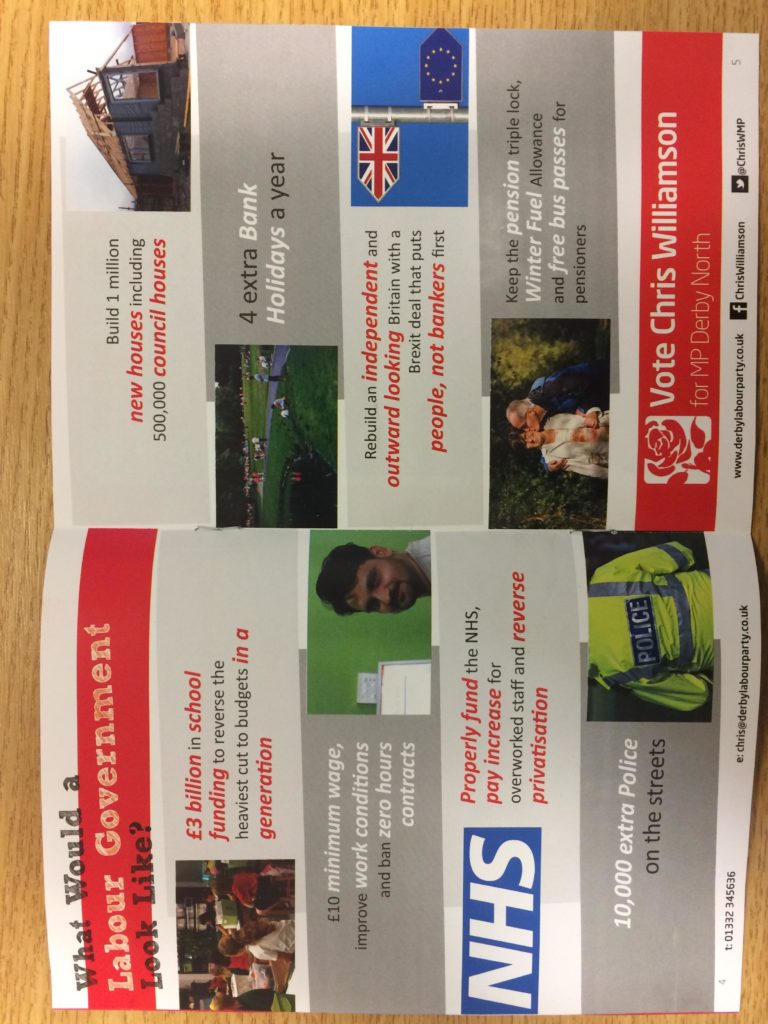 What Would a
Labour Government
Look Like?
£3 billion in school
funding to reverse the
heaviest cut to budgets in a
generation
£10 minimum wage,
improve work conditions
and ban zero hours
contracts
NHS
Properly fund the NHS,
pay increase for
overworked staff and reverse
privatisation
10,000 extra Police
on the streets
POLICE
4
t: 01332 345636
e: chris@derbylabourparty.co.uk
Build 1 million
new houses including
500,000 council houses
4 extra Bank
Holidays a year
Rebuild an independent and
outward looking Britain with a
Brexit deal that puts
people, not bankers first
Keep the pension triple lock,
Winter Fuel Allowance
and free bus passes for
pensioners
Vote Chris Williamson
for MP Derby North
www.derbylabourparty.co.uk
ChrisWilliamson
@ChrisWMP
5